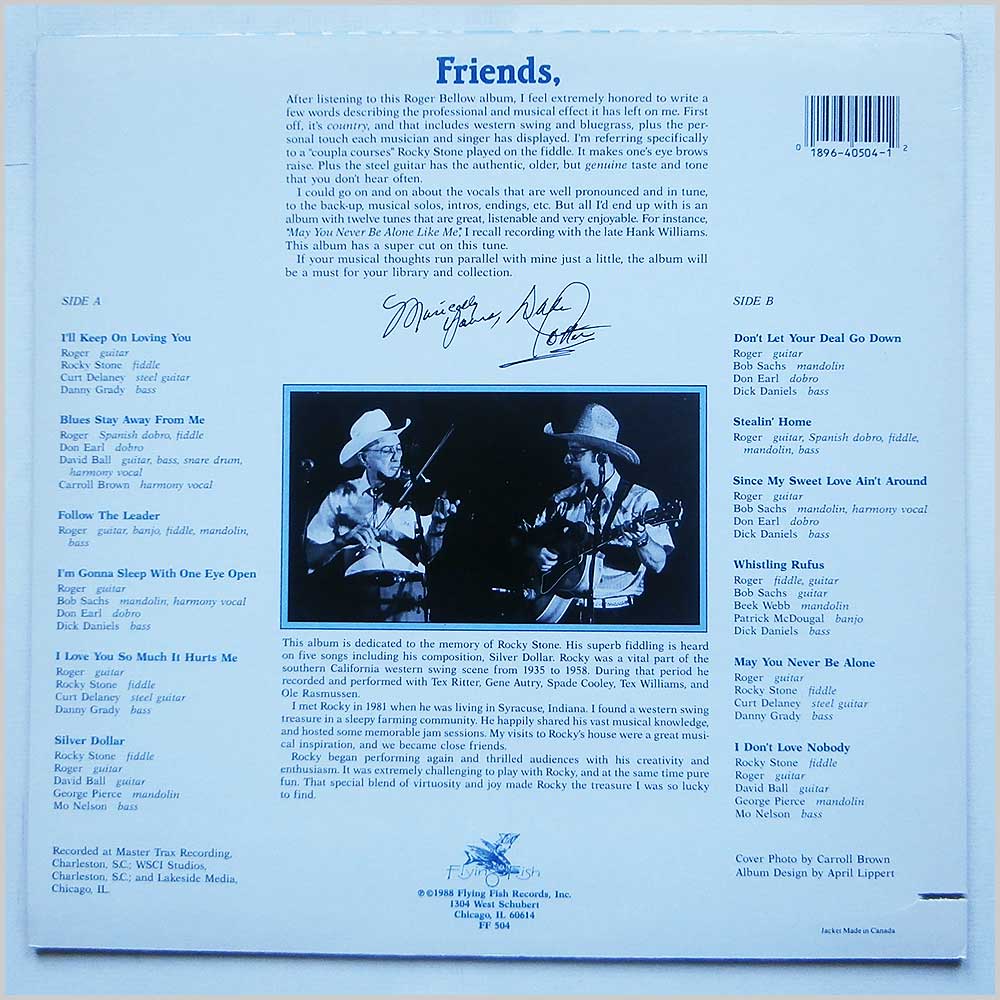 Friends,
After listening to this Roger Bellow album, I feel extremely honored to write a
few words describing the professional and musical effect it has left on me. First
off, it's country, and that includes western swing and bluegrass, plus the per-
sonal touch each musician and singer has displayed. I'm referring specifically
to a "coupla courses" Rocky Stone played on the fiddle. It makes one's eye brows
raise. Plus the steel guitar has the authentic, older, but genuine taste and tone
that you don't hear often.
I could go on and on about the vocals that are well pronounced and in tune,
to the back-up, musical solos, intros, endings, etc. But all I'd end up with is an
album with twelve tunes that are great, listenable and very enjoyable. For instance,
"May You Never Be Alone Like Me", I recall recording with the late Hank Williams.
This album has a super cut on this tune.
If your musical thoughts run parallel with mine just a little, the album will
be a must for your library and collection.
Musically
Yours,
0 1896-40504-1 2
SIDE A
I'll Keep On Loving You
Roger guitar
Rocky Stone fiddle
Curt Delaney steel guitar
Danny Grady bass
Blues Stay Away From Me
Roger Spanish dobro, fiddle
Don Earl dobro
David Ball guitar, bass, snare drum,
harmony vocal
Carroll Brown harmony vocal
Follow The Leader
Roger guitar, banjo, fiddle, mandolin,
bass
I'm Gonna Sleep With One Eye Open
Roger guitar
Bob Sachs mandolin, harmony vocal
Don Earl dobro
Dick Daniels bass
I Love You So Much It Hurts Me
Roger guitar
Rocky Stone fiddle
Curt Delaney steel guitar
Danny Grady bass
Silver Dollar
Rocky Stone fiddle
Roger guitar
David Ball guitar
George Pierce mandolin
Mo Nelson bass
Recorded at Master Trax Recording,
Charleston, S.C.; WSCI Studios,
Charleston, S.C.; and Lakeside Media,
Chicago, IL.
This album is dedicated to the memory of Rocky Stone. His superb fiddling is heard
on five songs including his composition, Silver Dollar. Rocky was a vital part of the
southern California western swing scene from 1935 to 1958. During that period he
recorded and performed with Tex Ritter, Gene Autry, Spade Cooley, Tex Williams, and
Ole Rasmussen.
I met Rocky in 1981 when he was living in Syracuse, Indiana. I found a western swing
treasure in a sleepy farming community. He happily shared his vast musical knowledge,
and hosted some memorable jam sessions. My visits to Rocky's house were a great musi-
cal inspiration, and we became close friends.
Rocky began performing again and thrilled audiences with his creativity and
enthusiasm. It was extremely challenging to play with Rocky, and at the same time pure
fun. That special blend of virtuosity and joy made Rocky the treasure I was so lucky
to find.
Flying Fish
℗©1988 Flying Fish Records, Inc.
1304 West Schubert
Chicago, IL 60614
FF 504
SIDE B
Don't Let Your Deal Go Down
Roger guitar
Bob Sachs mandolin
Don Earl dobro
Dick Daniels bass
Stealin' Home
Roger guitar, Spanish dobro, fiddle,
mandolin, bass
Since My Sweet Love Ain't Around
Roger guitar
Bob Sachs mandolin, harmony vocal
Don Earl dobro
Dick Daniels bass
Whistling Rufus
Roger fiddle, guitar
Bob Sachs guitar
Beek Webb mandolin
Patrick McDougal banjo
Dick Daniels bass
May You Never Be Alone
Roger guitar
Rocky Stone fiddle
Curt Delaney steel guitar
Danny Grady bass
I Don't Love Nobody
Rocky Stone fiddle
Roger guitar
David Ball guitar
George Pierce mandolin
Mo Nelson bass
Cover Photo by Carroll Brown
Album Design by April Lippert
Jacket Made in Canada